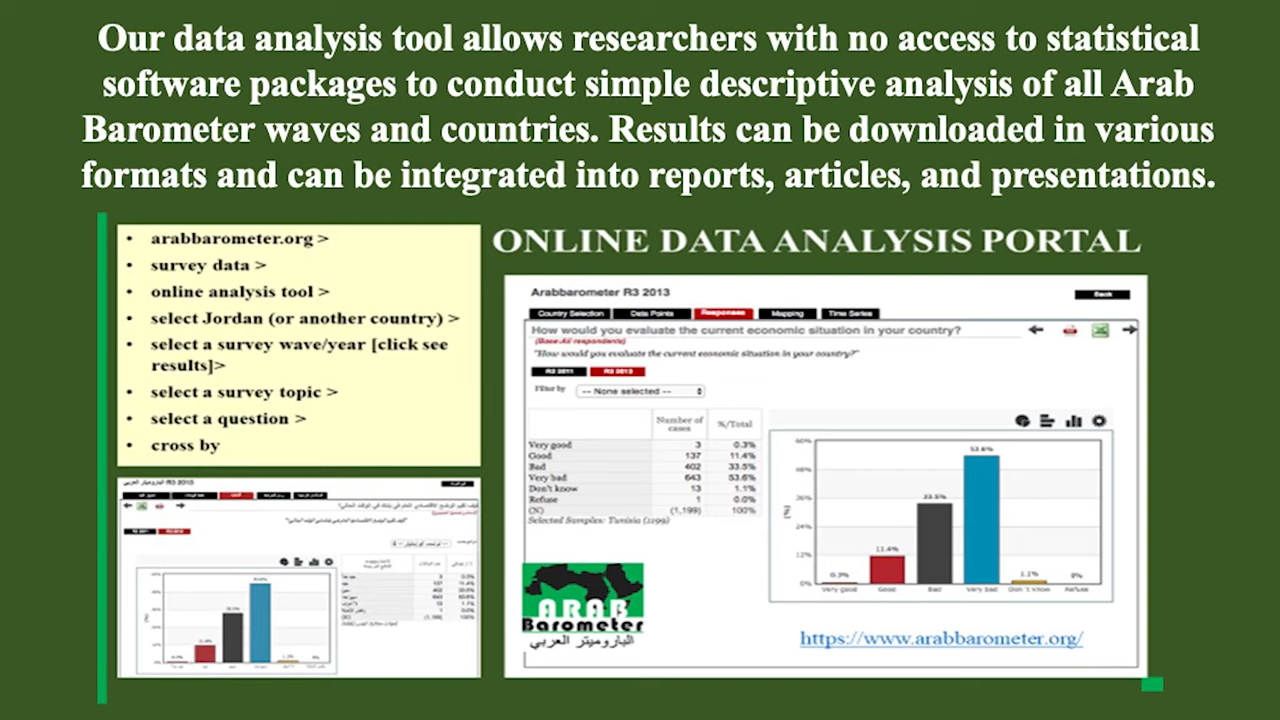 Our data analysis tool allows researchers with no access to statistical
software packages to conduct simple descriptive analysis of all Arab
Barometer waves and countries. Results can be downloaded in various
formats and can be integrated into reports, articles, and presentations.
• arabbarometer.org >
• survey data >
• online analysis tool >
• select Jordan (or another country) >
• select a survey wave/year [click see
results]>
• select a survey topic >
• select a question >
• cross by
ONLINE DATA ANALYSIS PORTAL
Arabbarometer R3 2013
Back
Country Selection Data Points Responses Mapping Time Series
How would you evaluate the current economic situation in your country?
(Base:All respondents)
"How would you evaluate the current economic situation in your country?"
R2 2011 R3 2013
Filter by -- None selected --
Number of cases %/Total
Very good 3 0.3%
Good 137 11.4%
Bad 402 33.5%
Very bad 643 53.6%
Don't know 13 1.1%
Refuse 1 0.0%
(N) (1,199) 100%
Selected Samples: Tunisia (1199)
60%
48%
36%
24%
12%
0%
(%)
0.3% 11.4% 33.5% 53.6% 1.1% 0%
Very good Good Bad Very bad Don't know Refuse
ARAB
Barometer
الباروميتر العربي
https://www.arabbarometer.org/
الباروميتر العربي R3 2013